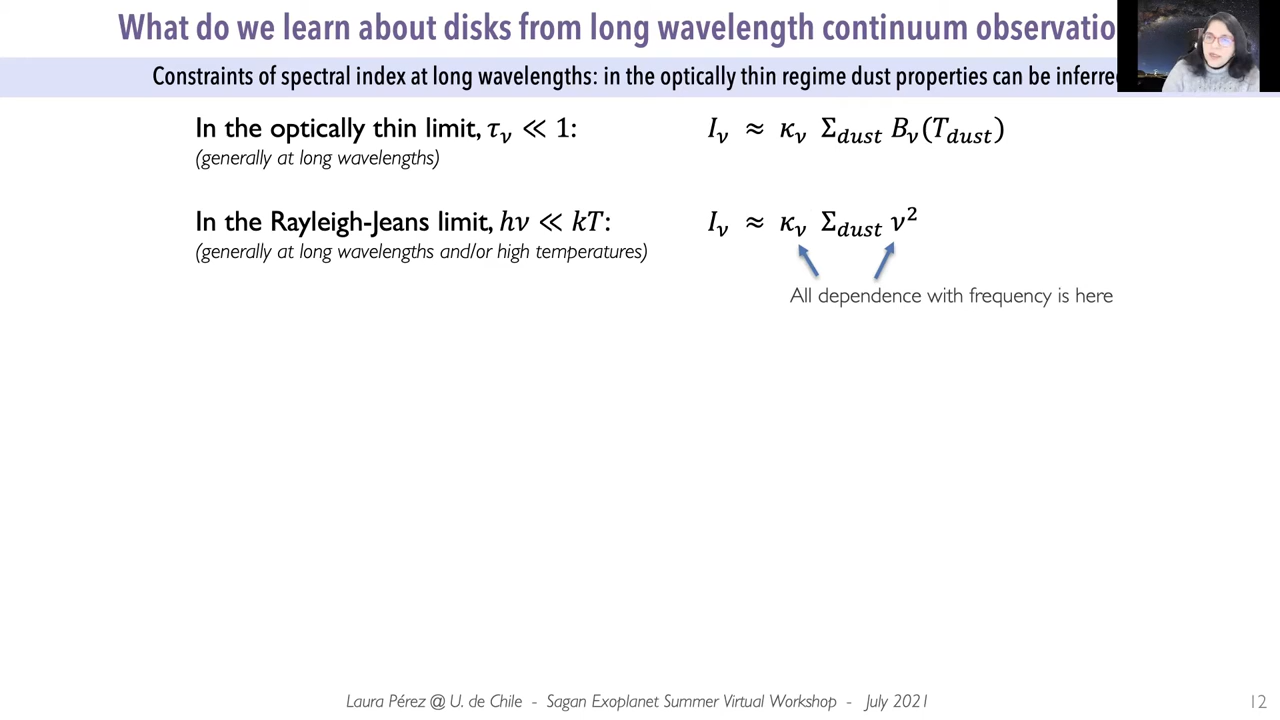 What do we learn about disks from long wavelength continuum
Constraints of spectral index at long wavelengths: in the optically thin regime dust properties can be
In the optically thin limit, τ_ν ≪ 1: I_ν ≈ κ_ν Σ_dust B_ν(T_dust)
(generally at long wavelengths)
In the Rayleigh-Jeans limit, hν ≪ kT: I_ν ≈ κ_ν Σ_dust ν²
(generally at long wavelengths and/or high temperatures)
All dependence with frequency is here
Laura Pérez @ U. de Chile - Sagan Exoplanet Summer Virtual Workshop - July 2021
12